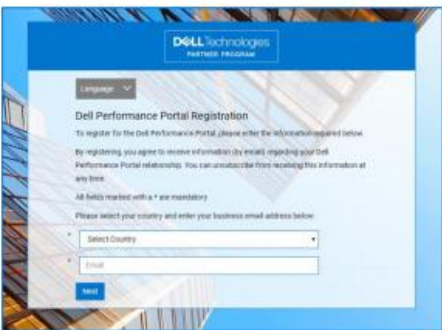 DELL Technologies
PARTNER PROGRAM
Language
Dell Performance Portal Registration
To register for the Dell Performance Portal, please enter the information required below.
By registering, you agree to receive information (by email) regarding your Dell
Performance Portal relationship. You can unsubscribe from receiving this information at
any time.
All fields marked with a * are mandatory
Please select your country and enter your business email address below:
* Select Country
* Email
Next